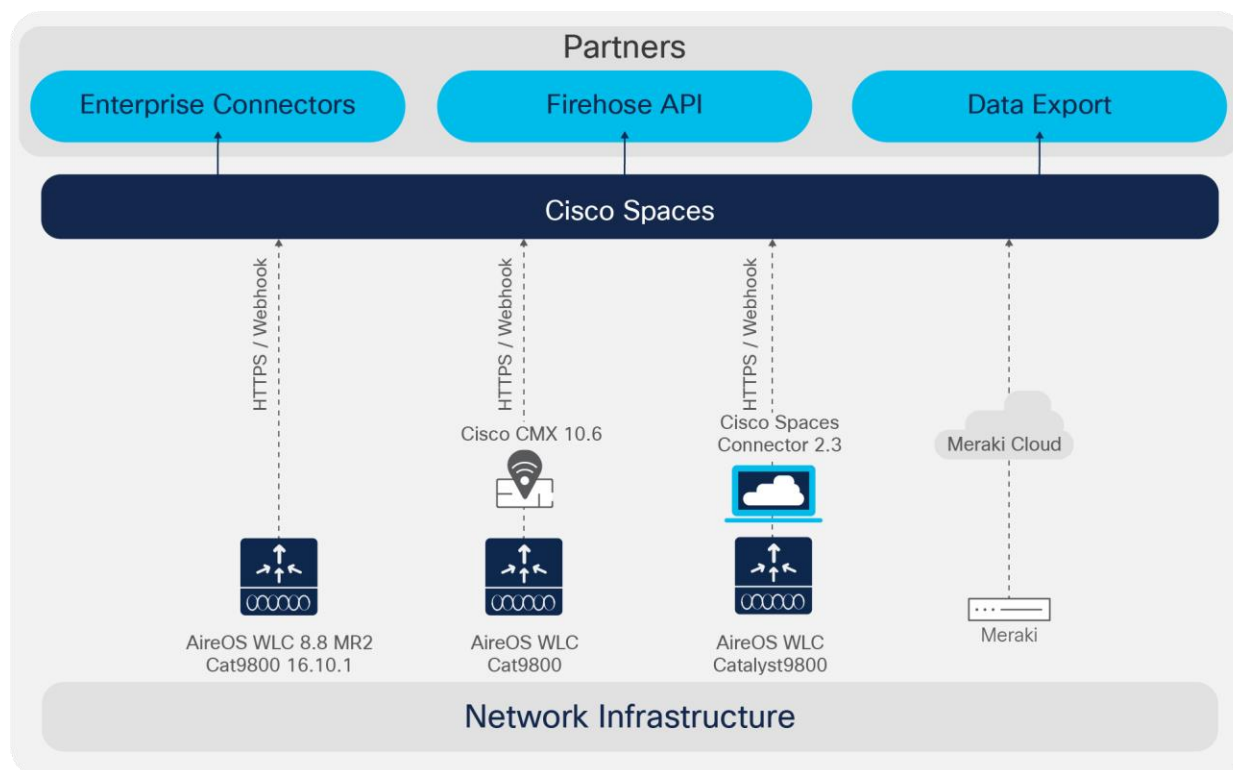 Partners
Enterprise Connectors
Firehose API
Data Export
Cisco Spaces
HTTPS / Webhook
HTTPS / Webhook
HTTPS / Webhook
Cisco CMX 10.6
Cisco Spaces
Connector 2.3
Meraki Cloud
AireOS WLC 8.8 MR2
Cat9800 16.10.1
AireOS WLC
Cat9800
AireOS WLC
Catalyst9800
Meraki
Network Infrastructure